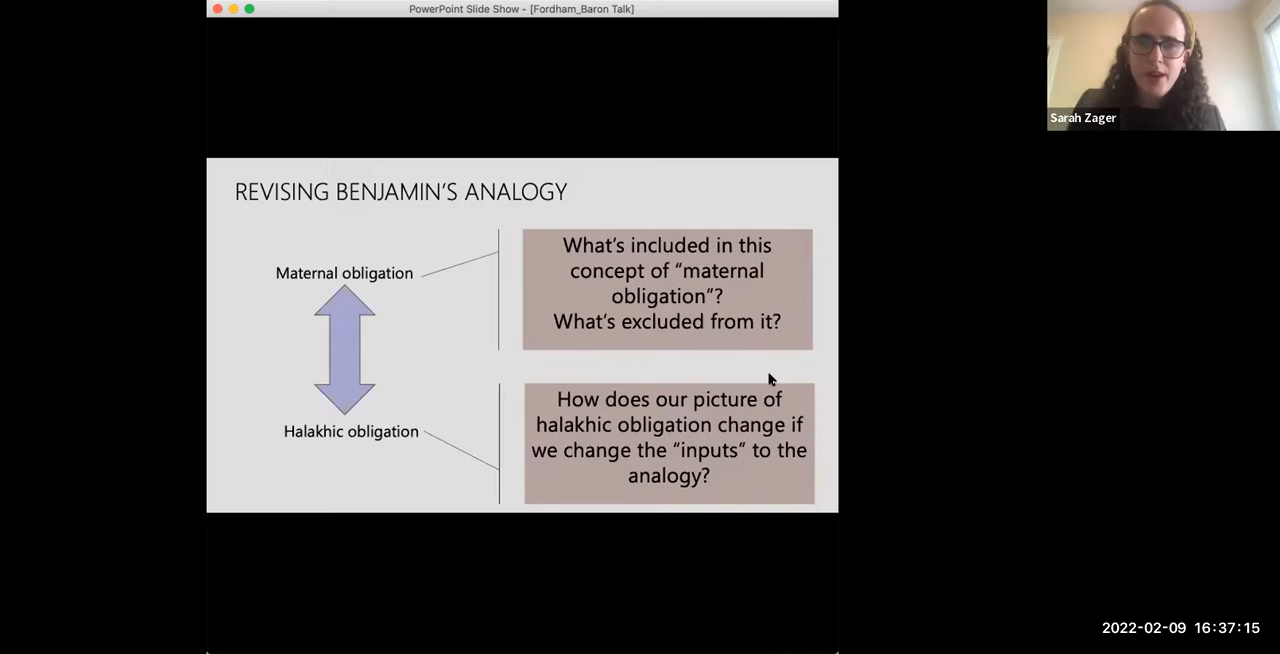 PowerPoint Slide Show - [Fordham_Baron Talk]
Sarah Zager
REVISING BENJAMIN'S ANALOGY
Maternal obligation
What's included in this
concept of “maternal
obligation”?
What's excluded from it?
Halakhic obligation
How does our picture of
halakhic obligation change if
we change the “inputs” to the
analogy?
2022-02-09 16:37:15